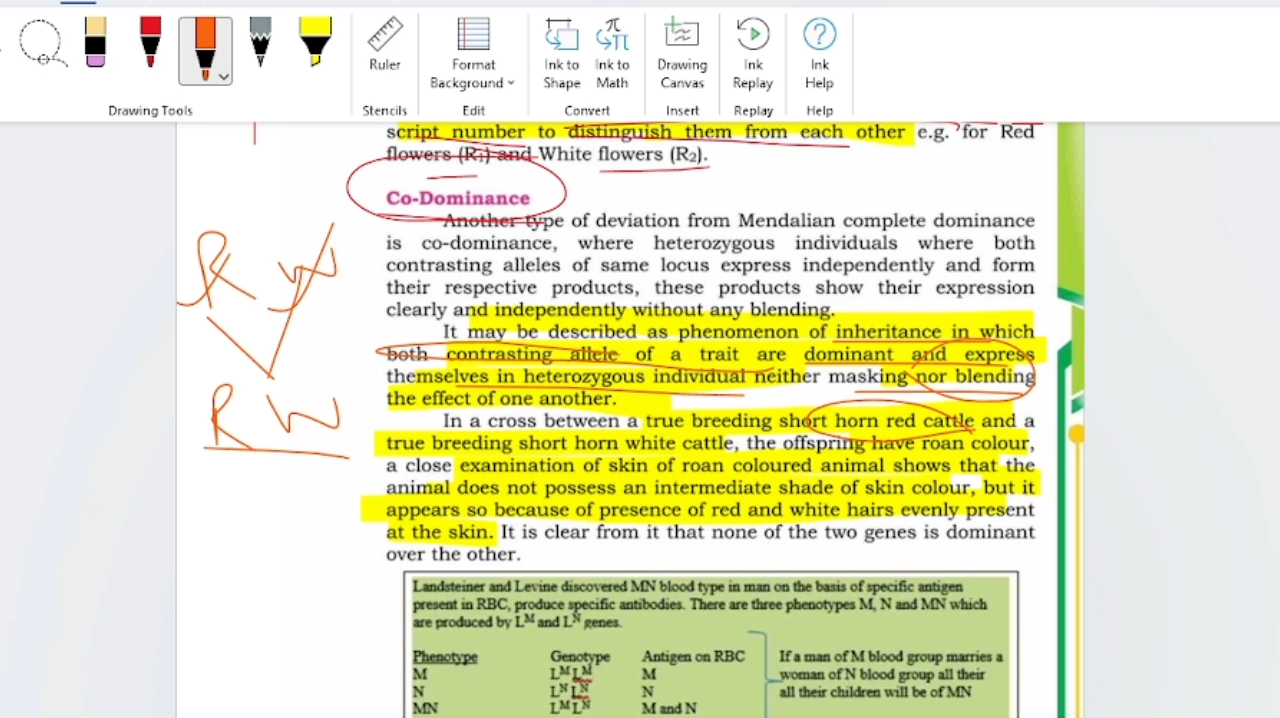 Ruler
Format
Background
Ink to
Shape
Ink to
Math
Drawing
Canvas
Ink
Replay
Ink
Help
Drawing Tools
Stencils
Edit
Convert
Insert
Replay
Help
script number to distinguish them from each other e.g. for Red
flowers (R1) and White flowers (R2).
Co-Dominance
Another type of deviation from Mendalian complete dominance
is co-dominance, where heterozygous individuals where both
contrasting alleles of same locus express independently and form
their respective products, these products show their expression
clearly and independently without any blending.
It may be described as phenomenon of inheritance in which
both contrasting allele of a trait are dominant and express
themselves in heterozygous individual neither masking nor blending
the effect of one another.
In a cross between a true breeding short horn red cattle and a
true breeding short horn white cattle, the offspring have roan colour,
a close examination of skin of roan coloured animal shows that the
animal does not possess an intermediate shade of skin colour, but it
appears so because of presence of red and white hairs evenly present
at the skin. It is clear from it that none of the two genes is dominant
over the other.
R W
R W
Landsteiner and Levine discovered MN blood type in man on the basis of specific antigen
present in RBC, produce specific antibodies. There are three phenotypes M, N and MN which
are produced by L^M and L^N genes.
Phenotype Genotype Antigen on RBC
M L^M L^M M
N L^N L^N N
MN L^M L^N M and N
If a man of M blood group marries a
woman of N blood group all their
all their children will be of MN